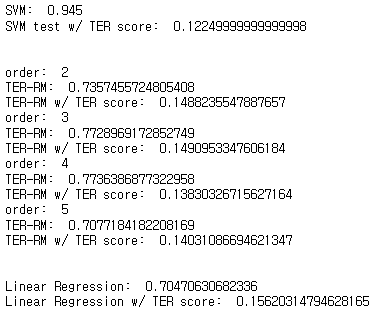 SVM: 0.945
SVM test w/ TER score: 0.12249999999999998
order: 2
TER-RM: 0.7357455724805408
TER-RM w/ TER score: 0.1488235547887657
order: 3
TER-RM: 0.7728969172852749
TER-RM w/ TER score: 0.1490953347606184
order: 4
TER-RM: 0.7736386877322958
TER-RM w/ TER score: 0.13830326715627164
order: 5
TER-RM: 0.7077184182208169
TER-RM w/ TER score: 0.14031086694621347
Linear Regression: 0.70470630682336
Linear Regression w/ TER score: 0.15620314794628165